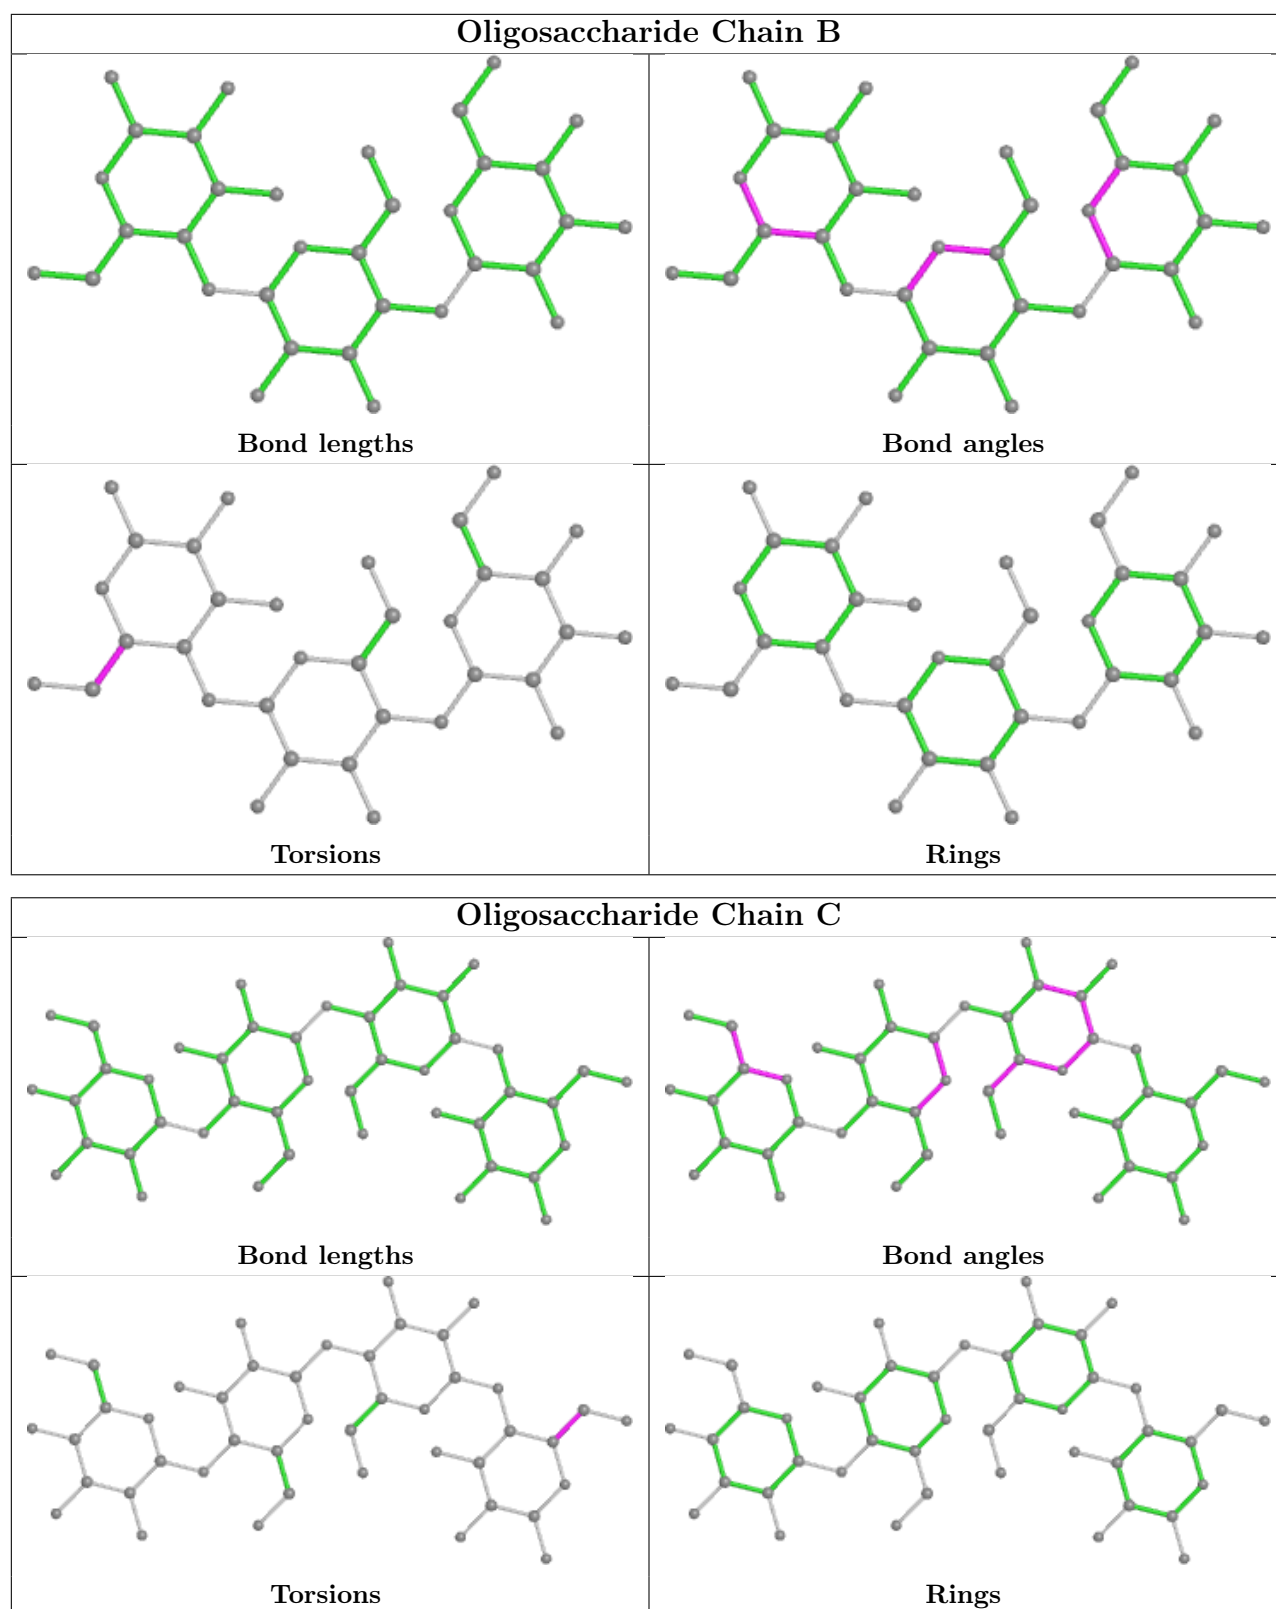 Oligosaccharide Chain B
Bond lengths
Bond angles
Torsions
Rings
Oligosaccharide Chain C
Bond lengths
Bond angles
Torsions
Rings